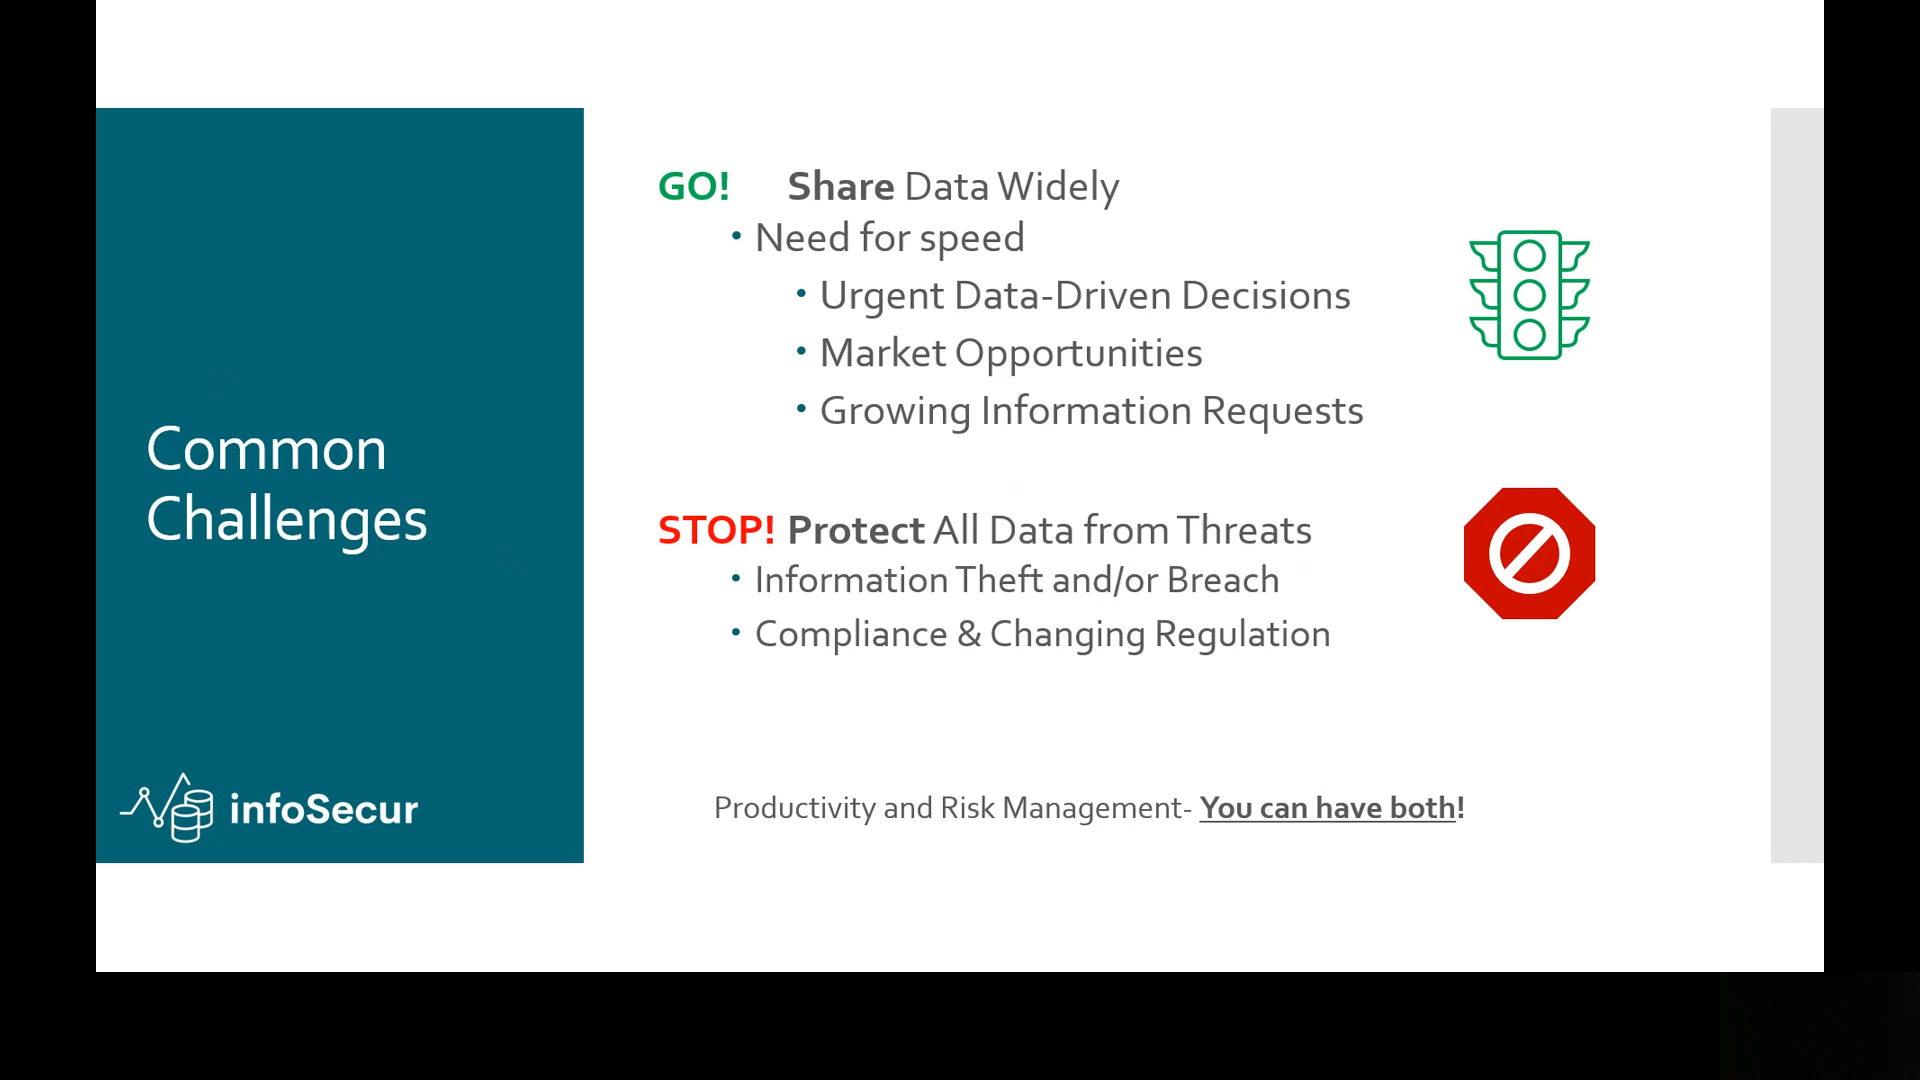 Common
Challenges
infoSecur
GO! Share Data Widely
• Need for speed
• Urgent Data-Driven Decisions
• Market Opportunities
• Growing Information Requests
STOP! Protect All Data from Threats
• Information Theft and/or Breach
• Compliance & Changing Regulation
Productivity and Risk Management- You can have both!